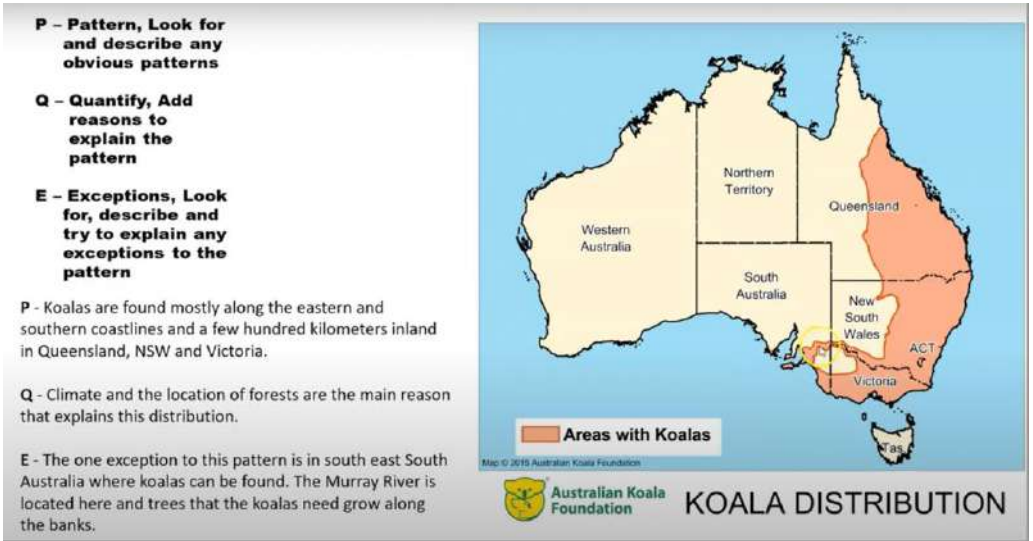 P – Pattern, Look for
and describe any
obvious patterns
Q – Quantify, Add
reasons to
explain the
pattern
E – Exceptions, Look
for, describe and
try to explain any
exceptions to the
pattern
P - Koalas are found mostly along the eastern and
southern coastlines and a few hundred kilometers inland
in Queensland, NSW and Victoria.
Q - Climate and the location of forests are the main reason
that explains this distribution.
E - The one exception to this pattern is in south east South
Australia where koalas can be found. The Murray River is
located here and trees that the koalas need grow along
the banks.
Northern
Territory
Queensland
Western
Australia
South
Australia
New
South
Wales
ACT
Victoria
Tas
Areas with Koalas
Map © 2015 Australian Koala Foundation
Australian Koala
Foundation
KOALA DISTRIBUTION